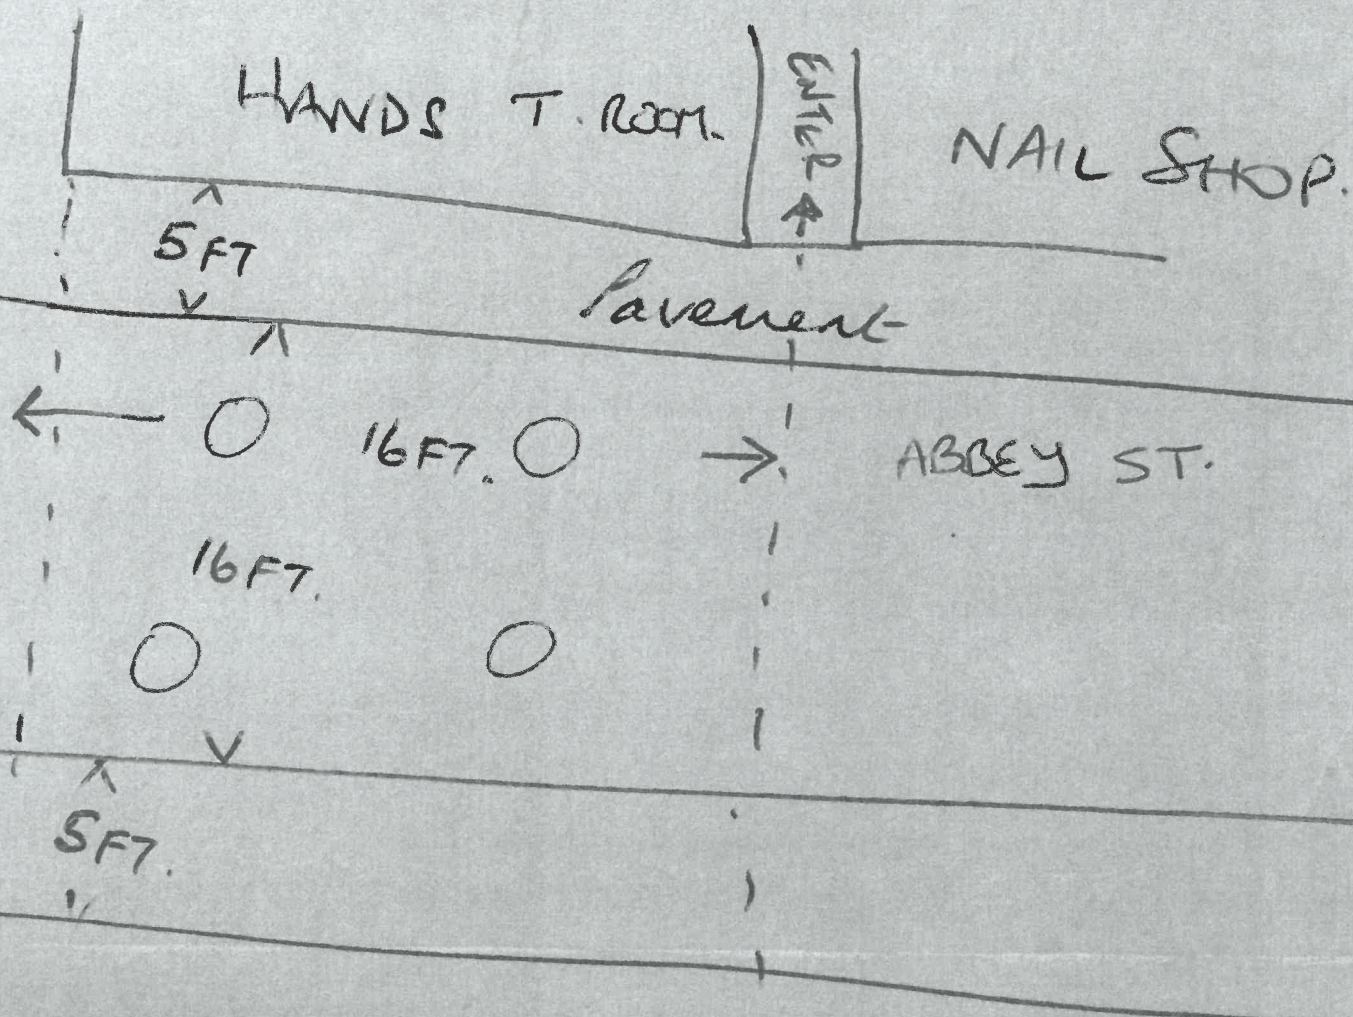 HANDS T. ROOM.
ENTER
NAIL SHOP.
5FT
Pavement
16FT.
ABBEY ST.
16FT.
5FT.